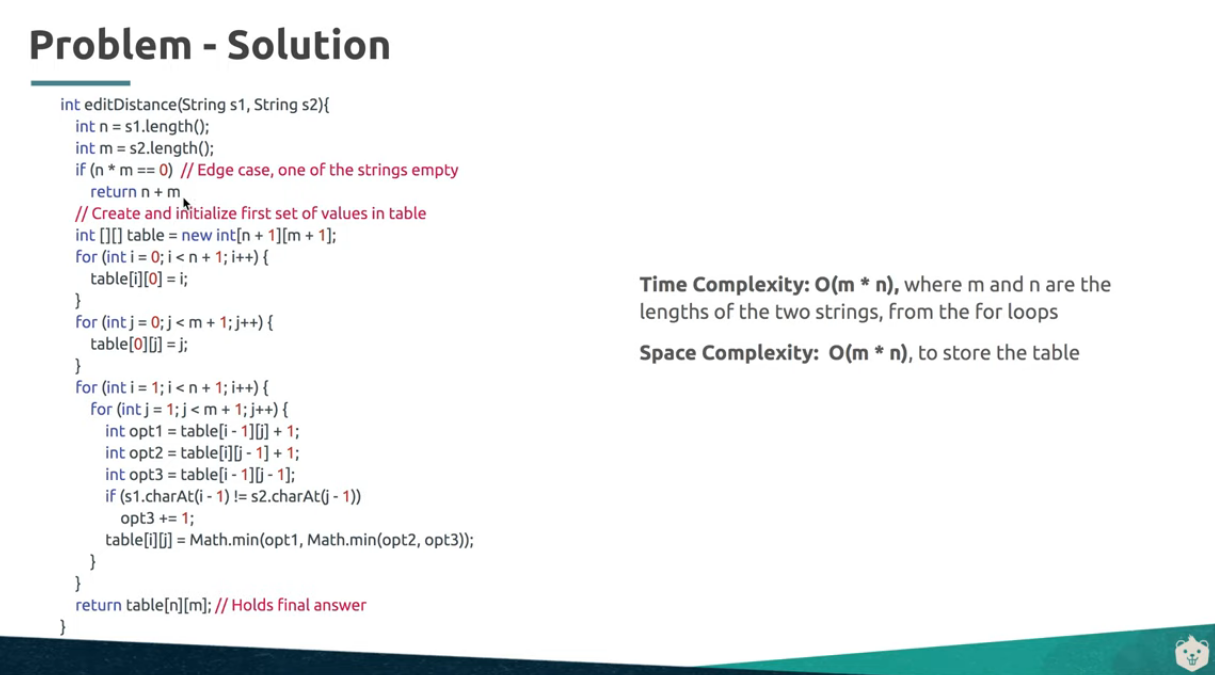 Problem - Solution
int editDistance(String s1, String s2){
int n = s1.length();
int m = s2.length();
if (n * m == 0) // Edge case, one of the strings empty
return n + m
// Create and initialize first set of values in table
int [][] table = new int[n + 1][m + 1];
for (int i = 0; i < n + 1; i++) {
table[i][0] = i;
}
for (int j = 0; j < m + 1; j++) {
table[0][j] = j;
}
for (int i = 1; i < n + 1; i++) {
for (int j = 1; j < m + 1; j++) {
int opt1 = table[i - 1][j] + 1;
int opt2 = table[i][j - 1] + 1;
int opt3 = table[i - 1][j - 1];
if (s1.charAt(i - 1) != s2.charAt(j - 1))
opt3 += 1;
table[i][j] = Math.min(opt1, Math.min(opt2, opt3));
}
}
return table[n][m]; // Holds final answer
}
Time Complexity: O(m * n), where m and n are the
lengths of the two strings, from the for loops
Space Complexity: O(m * n), to store the table